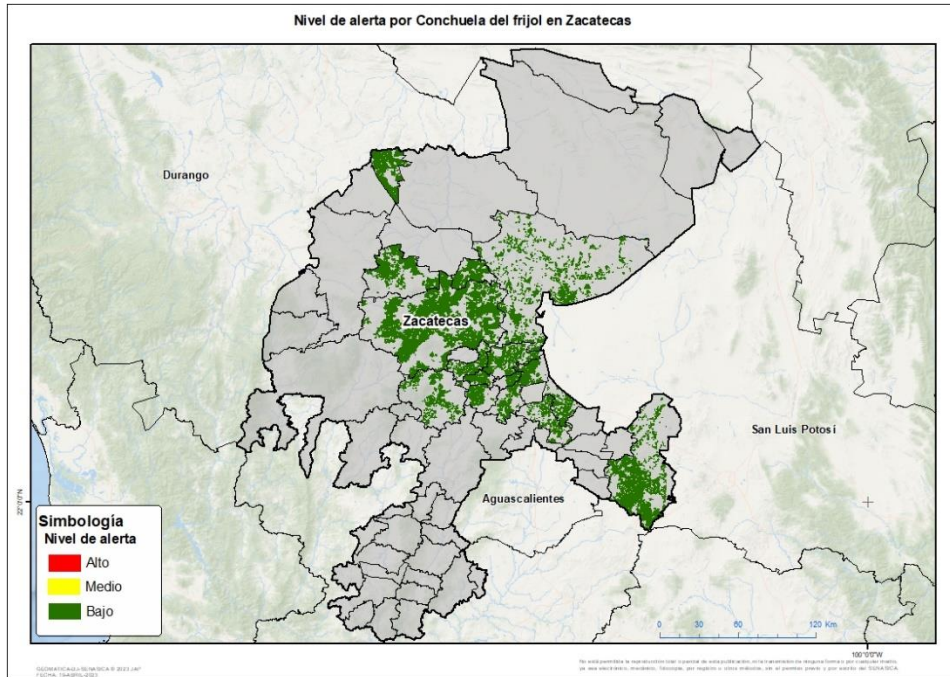 Nivel de alerta por Conchuela del frijol en Zacatecas
Durango
Zacatecas
San Luis Potosí
Aguascalientes
22°0'0"N
Simbología
Nivel de alerta
Alto
Medio
Bajo
0 30 60 120 Km
100°0'0"W